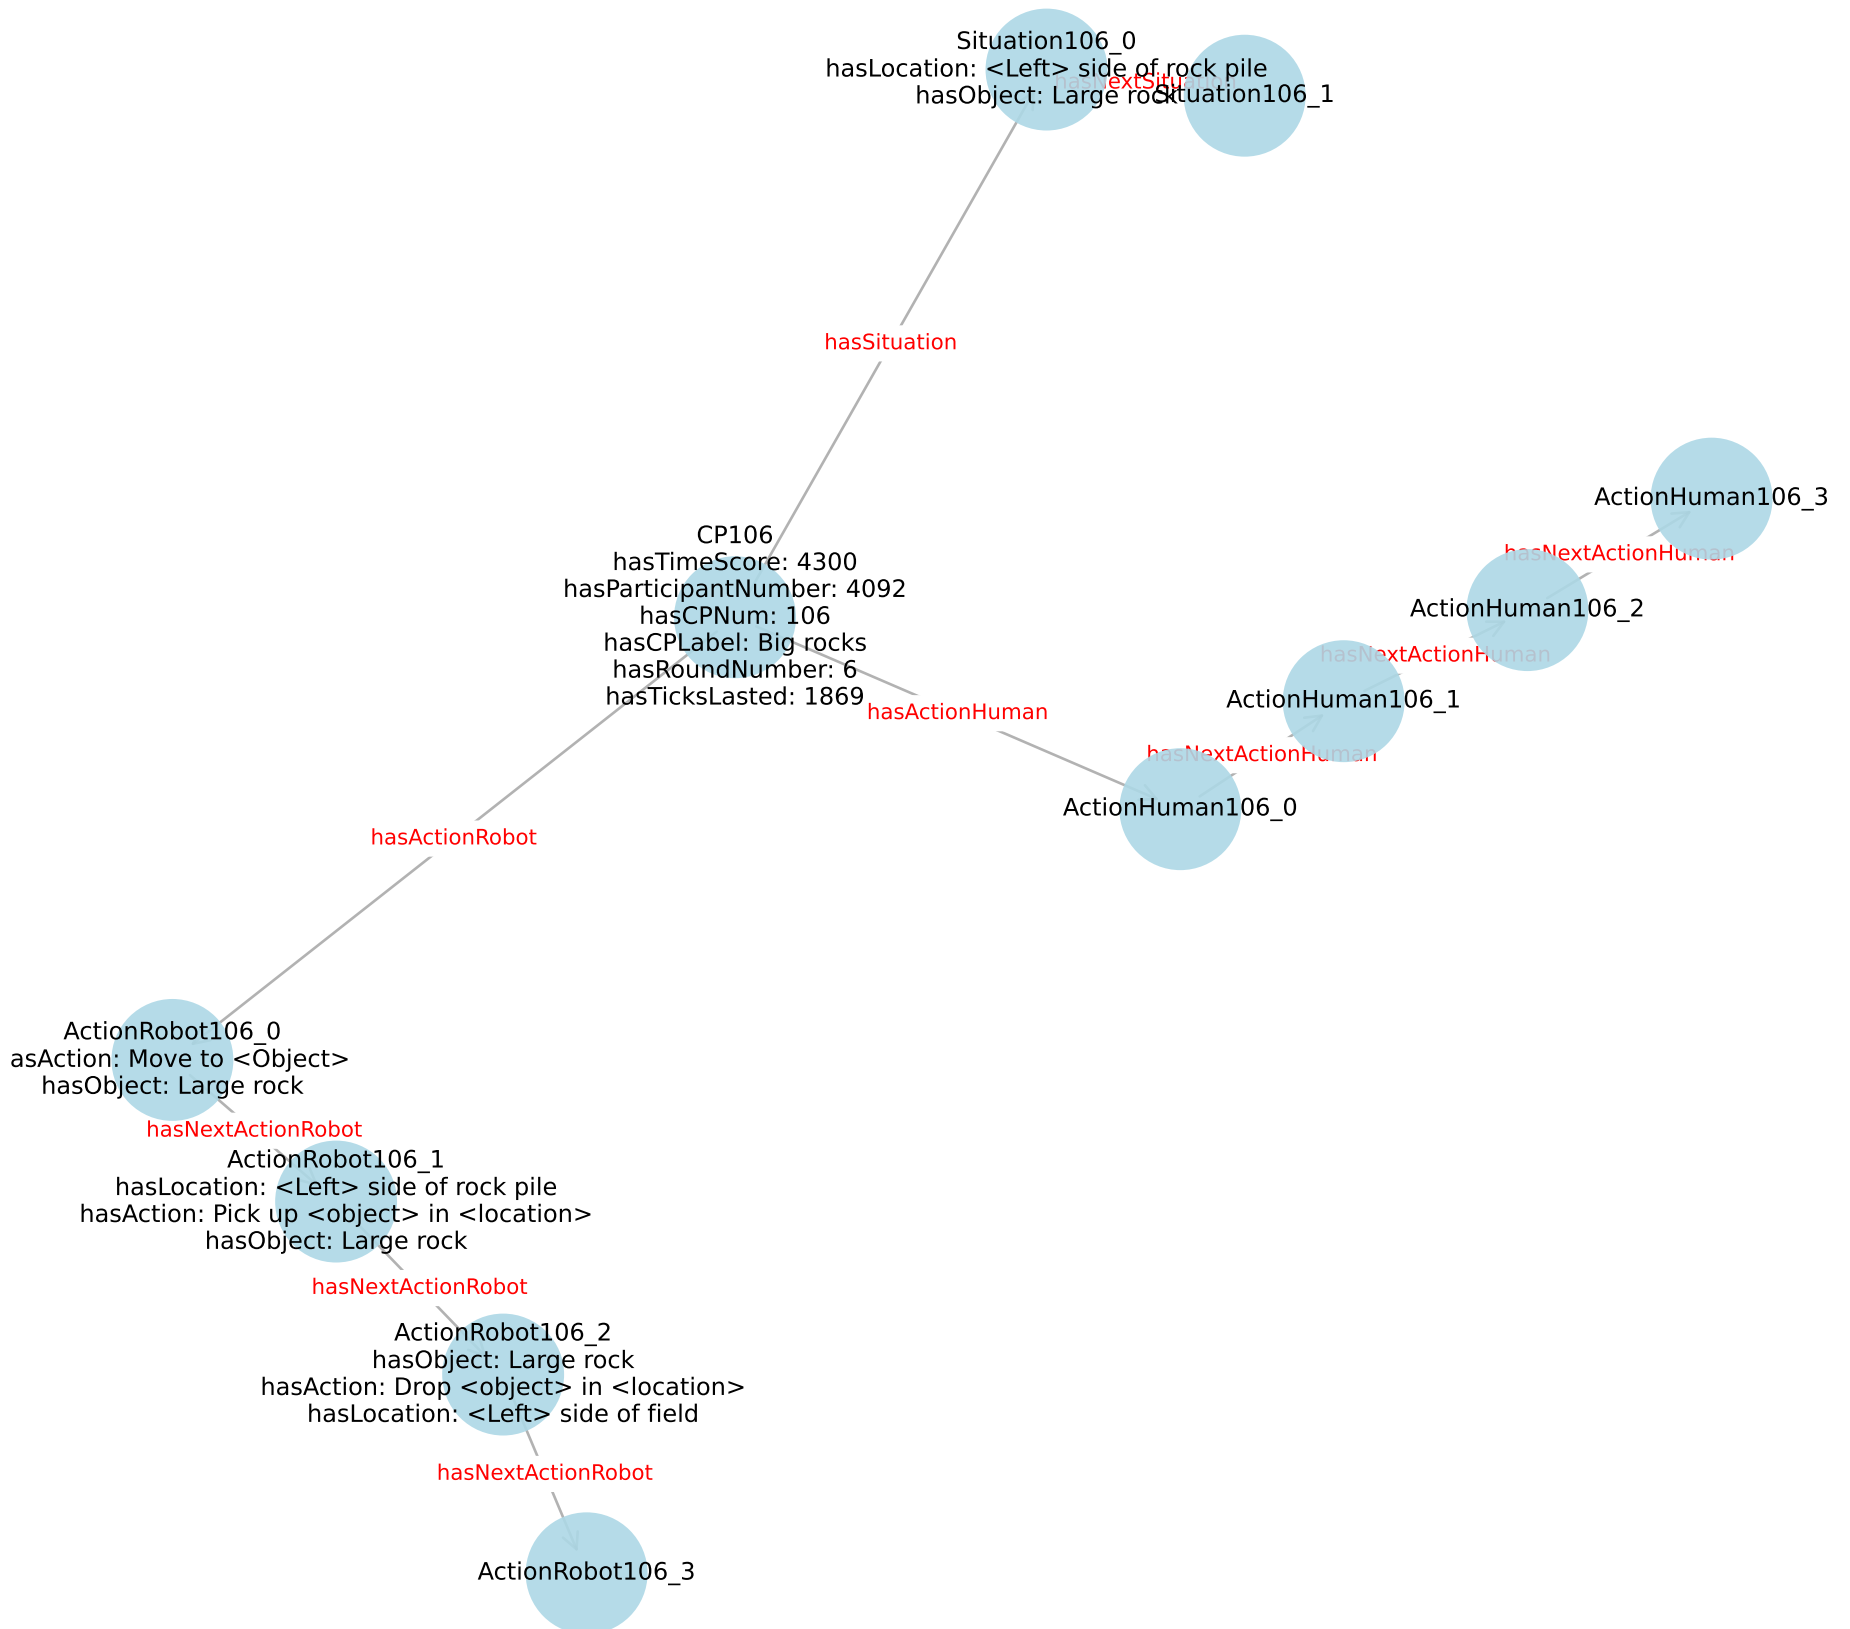 Situation106_0
hasLocation: <Left> side of rock pile
hasObject: Large rock
hasNextSituation
Situation106_1
hasSituation
ActionHuman106_3
hasNextActionHuman
ActionHuman106_2
hasNextActionHuman
ActionHuman106_1
hasNextActionHuman
ActionHuman106_0
CP106
hasTimeScore: 4300
hasParticipantNumber: 4092
hasCPNum: 106
hasCPLabel: Big rocks
hasRoundNumber: 6
hasTicksLasted: 1869
hasActionHuman
hasActionRobot
ActionRobot106_0
asAction: Move to <Object>
hasObject: Large rock
hasNextActionRobot
ActionRobot106_1
hasLocation: <Left> side of rock pile
hasAction: Pick up <object> in <location>
hasObject: Large rock
hasNextActionRobot
ActionRobot106_2
hasObject: Large rock
hasAction: Drop <object> in <location>
hasLocation: <Left> side of field
hasNextActionRobot
ActionRobot106_3